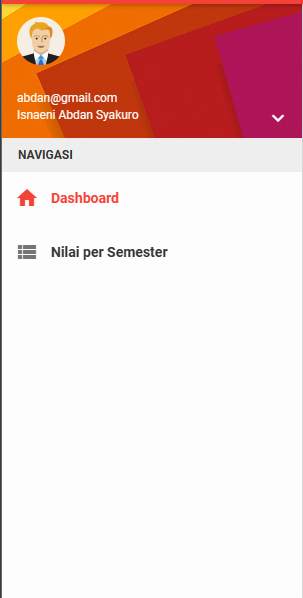 abdan@gmail.com
Isnaeni Abdan Syakuro
NAVIGASI
Dashboard
Nilai per Semester